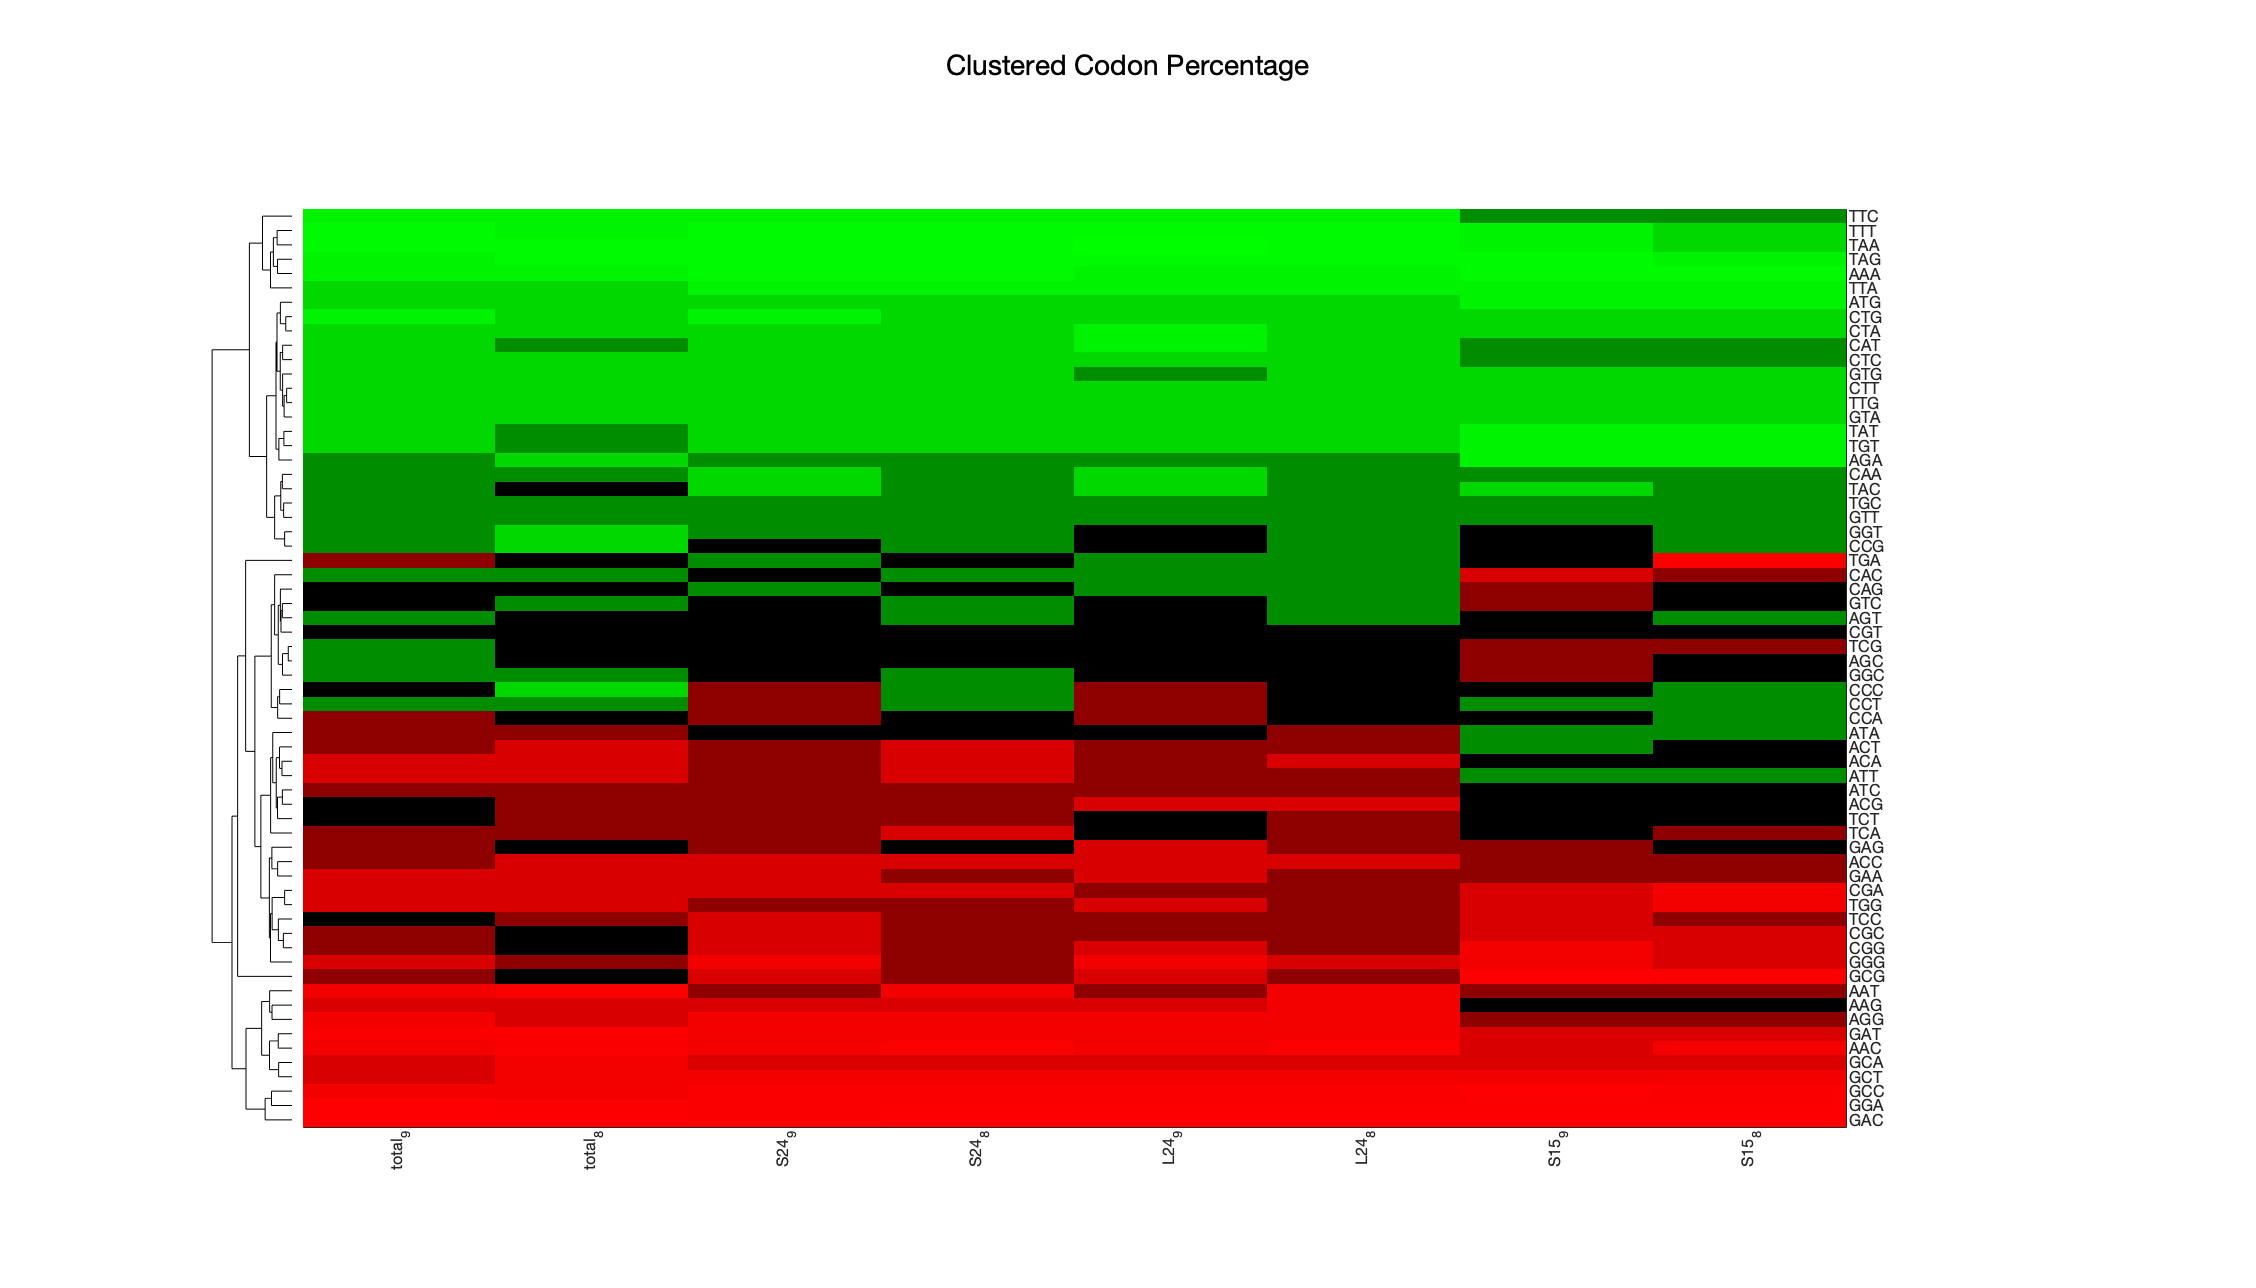 Clustered Codon Percentage
TTC
TTT
TAA
TAG
AAA
TTA
ATG
CTG
CTA
CAT
CTC
GTG
CTT
TTG
GTA
TAT
TGT
AGA
CAA
TAC
TGC
GTT
GGT
CCG
TGA
CAC
CAG
GTC
AGT
CGT
TCG
AGC
GGC
CCC
CCT
CCA
ATA
ACT
ACA
ATT
ATC
ACG
TCT
TCA
GAG
ACC
GAA
CGA
TGG
TCC
CGC
CGG
GGG
GCG
AAT
AAG
AGG
GAT
AAC
GCA
GCT
GCC
GGA
GAC
total₉
total₈
S24₉
S24₈
L24₉
L24₈
S15₉
S15₈